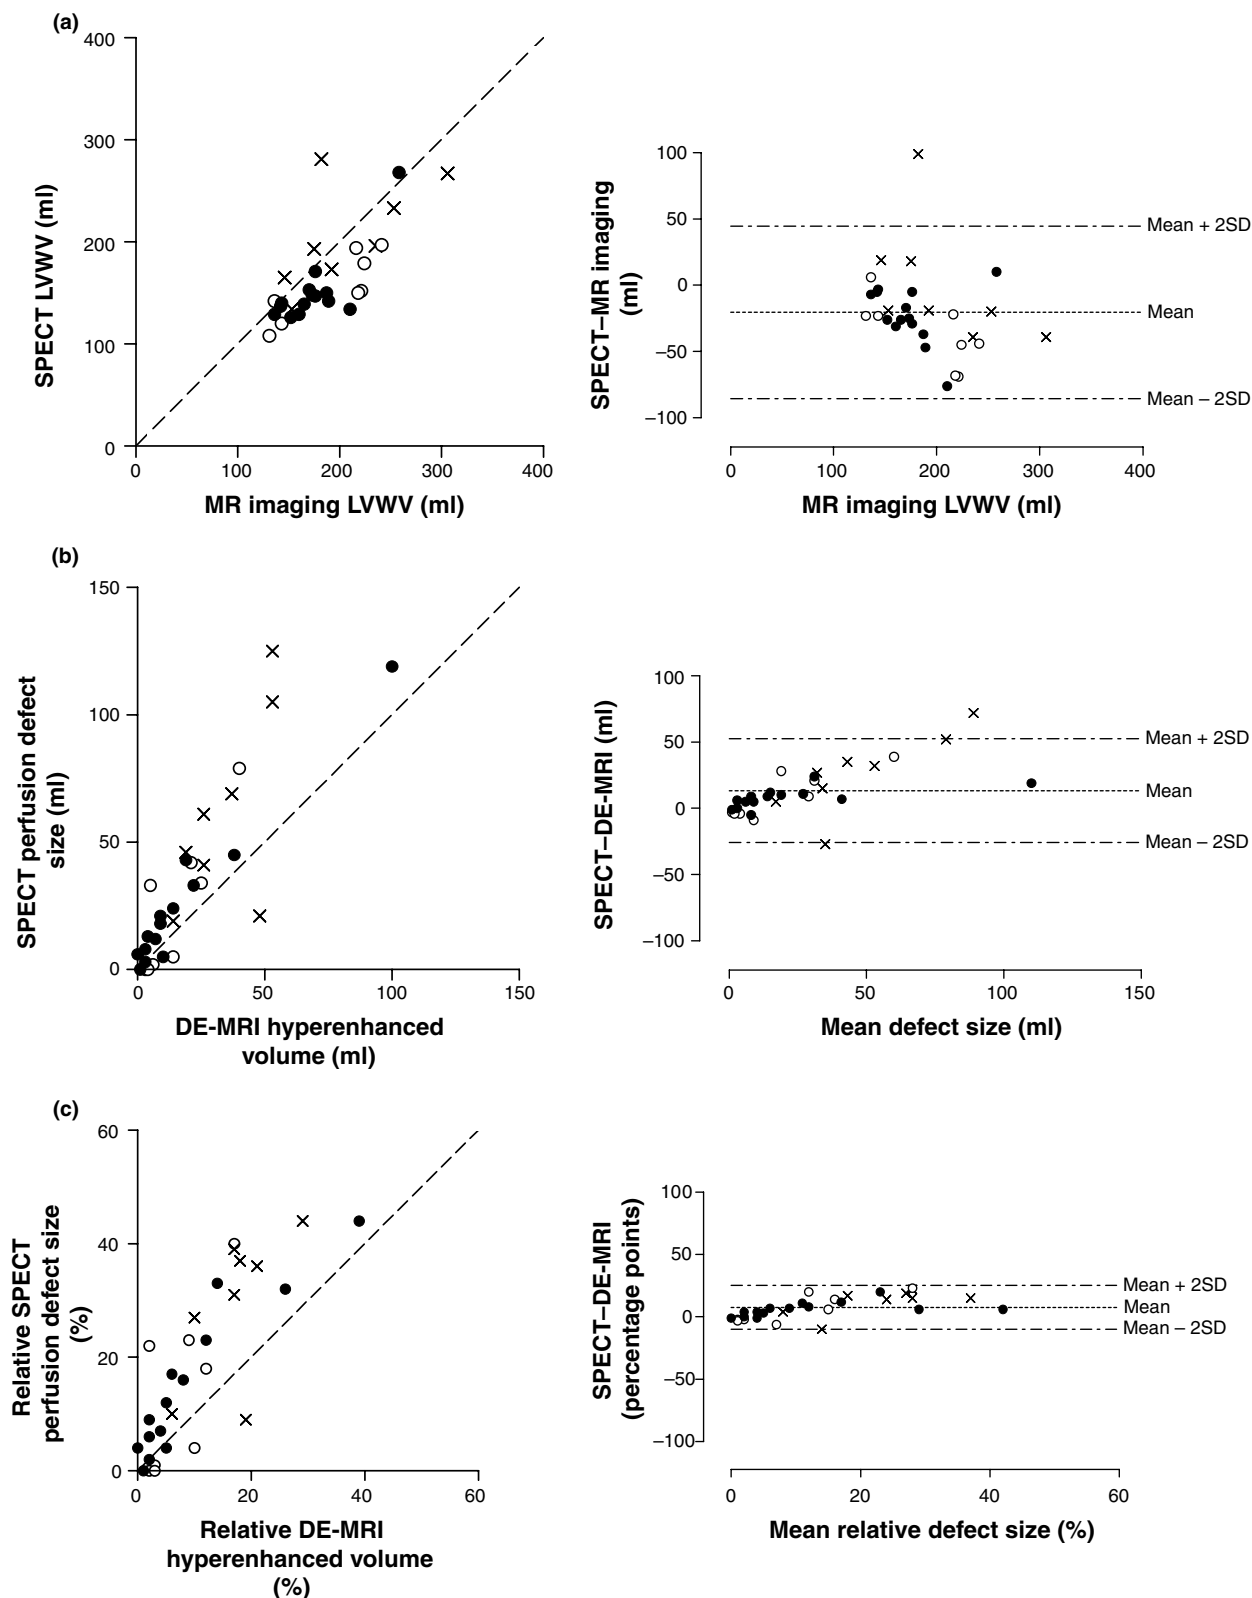 (a)
400
300
200
100
0
SPECT LVWV (ml)
0 100 200 300 400
MR imaging LVWV (ml)
100
50
0
–50
–100
SPECT–MR imaging
(ml)
Mean + 2SD
Mean
Mean – 2SD
0 100 200 300 400
MR imaging LVWV (ml)
(b)
150
100
50
0
SPECT perfusion defect
size (ml)
0 50 100 150
DE-MRI hyperenhanced
volume (ml)
100
50
0
–50
–100
SPECT–DE-MRI (ml)
Mean + 2SD
Mean
Mean – 2SD
0 50 100 150
Mean defect size (ml)
(c)
60
40
20
0
Relative SPECT
perfusion defect size
(%)
0 20 40 60
Relative DE-MRI
hyperenhanced volume
(%)
100
50
0
–50
–100
SPECT–DE-MRI
(percentage points)
Mean + 2SD
Mean
Mean – 2SD
0 20 40 60
Mean relative defect size (%)